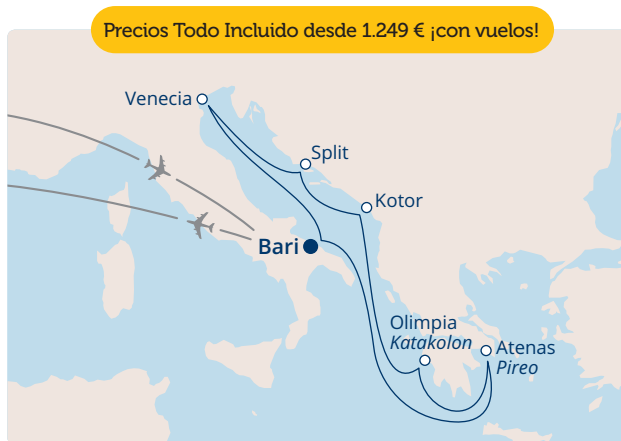 Precios Todo Incluido desde 1.249 € ¡con vuelos!
Venecia
Split
Kotor
Bari
Olimpia
Katakolon
Atenas
Pireo